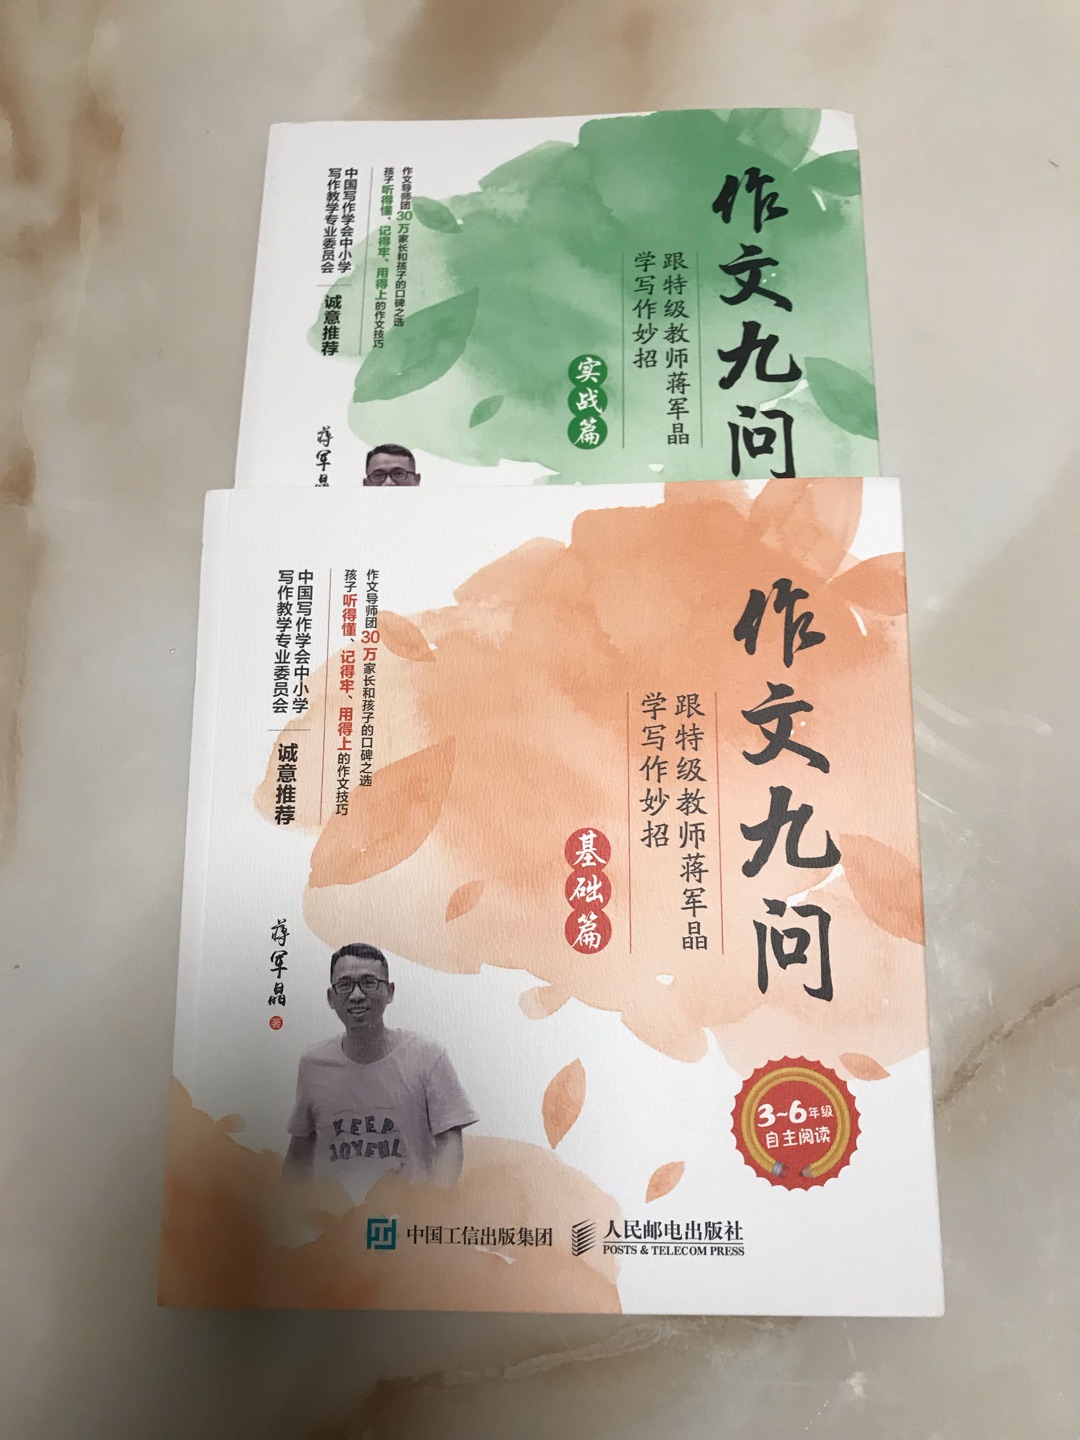 作文九问
跟特级教师蒋军晶
学写作妙招
实战篇
作文导师团30万家长和孩子的口碑之选
孩子听得懂、记得牢、用得上的作文技巧
中国写作学会中小学
写作教学专业委员会
诚意推荐
蒋军晶
作文九问
跟特级教师蒋军晶
学写作妙招
基础篇
作文导师团30万家长和孩子的口碑之选
孩子听得懂、记得牢、用得上的作文技巧
中国写作学会中小学
写作教学专业委员会
诚意推荐
蒋军晶 著
KEEP
JOYFUL
3~6年级
自主阅读
中国工信出版集团
人民邮电出版社
POSTS & TELECOM PRESS